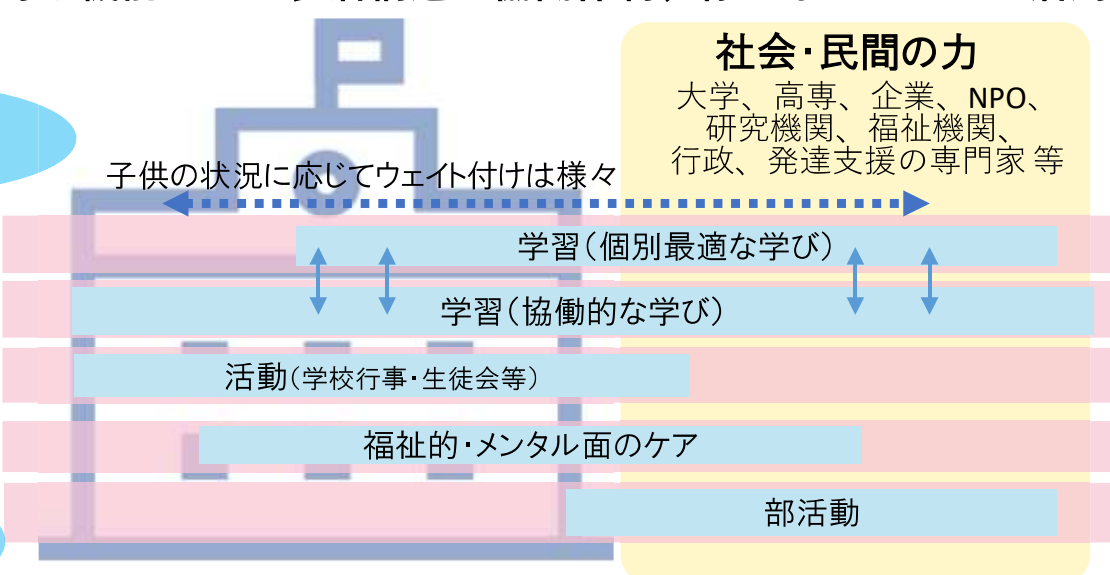 社会・民間の力
大学、高専、企業、NPO、
研究機関、福祉機関、
行政、発達支援の専門家 等
子供の状況に応じてウェイト付けは様々
学習（個別最適な学び）
学習（協働的な学び）
活動（学校行事・生徒会等）
福祉的・メンタル面のケア
部活動